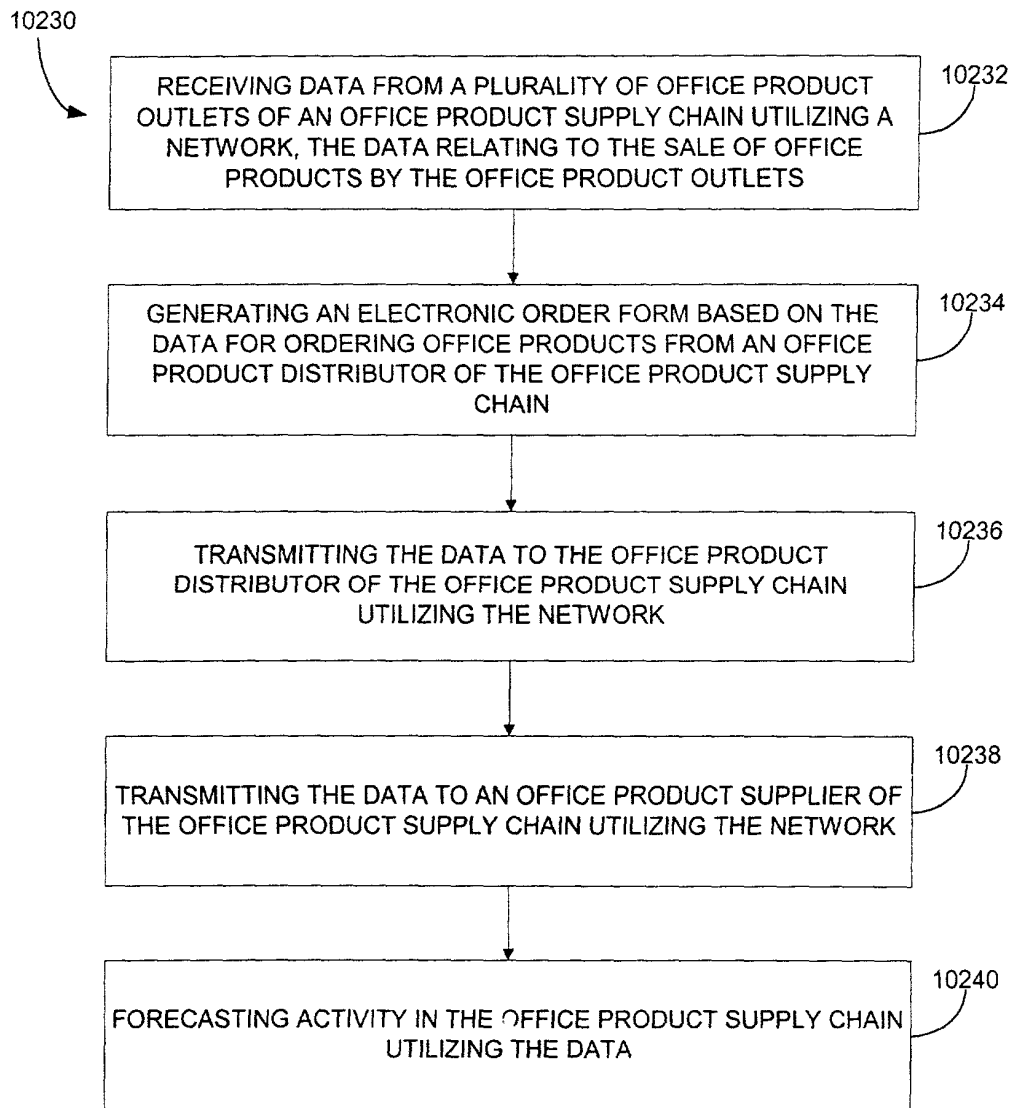 10230
10232
RECEIVING DATA FROM A PLURALITY OF OFFICE PRODUCT
OUTLETS OF AN OFFICE PRODUCT SUPPLY CHAIN UTILIZING A
NETWORK, THE DATA RELATING TO THE SALE OF OFFICE
PRODUCTS BY THE OFFICE PRODUCT OUTLETS
10234
GENERATING AN ELECTRONIC ORDER FORM BASED ON THE
DATA FOR ORDERING OFFICE PRODUCTS FROM AN OFFICE
PRODUCT DISTRIBUTOR OF THE OFFICE PRODUCT SUPPLY
CHAIN
10236
TRANSMITTING THE DATA TO THE OFFICE PRODUCT
DISTRIBUTOR OF THE OFFICE PRODUCT SUPPLY CHAIN
UTILIZING THE NETWORK
10238
TRANSMITTING THE DATA TO AN OFFICE PRODUCT SUPPLIER OF
THE OFFICE PRODUCT SUPPLY CHAIN UTILIZING THE NETWORK
10240
FORECASTING ACTIVITY IN THE OFFICE PRODUCT SUPPLY CHAIN
UTILIZING THE DATA